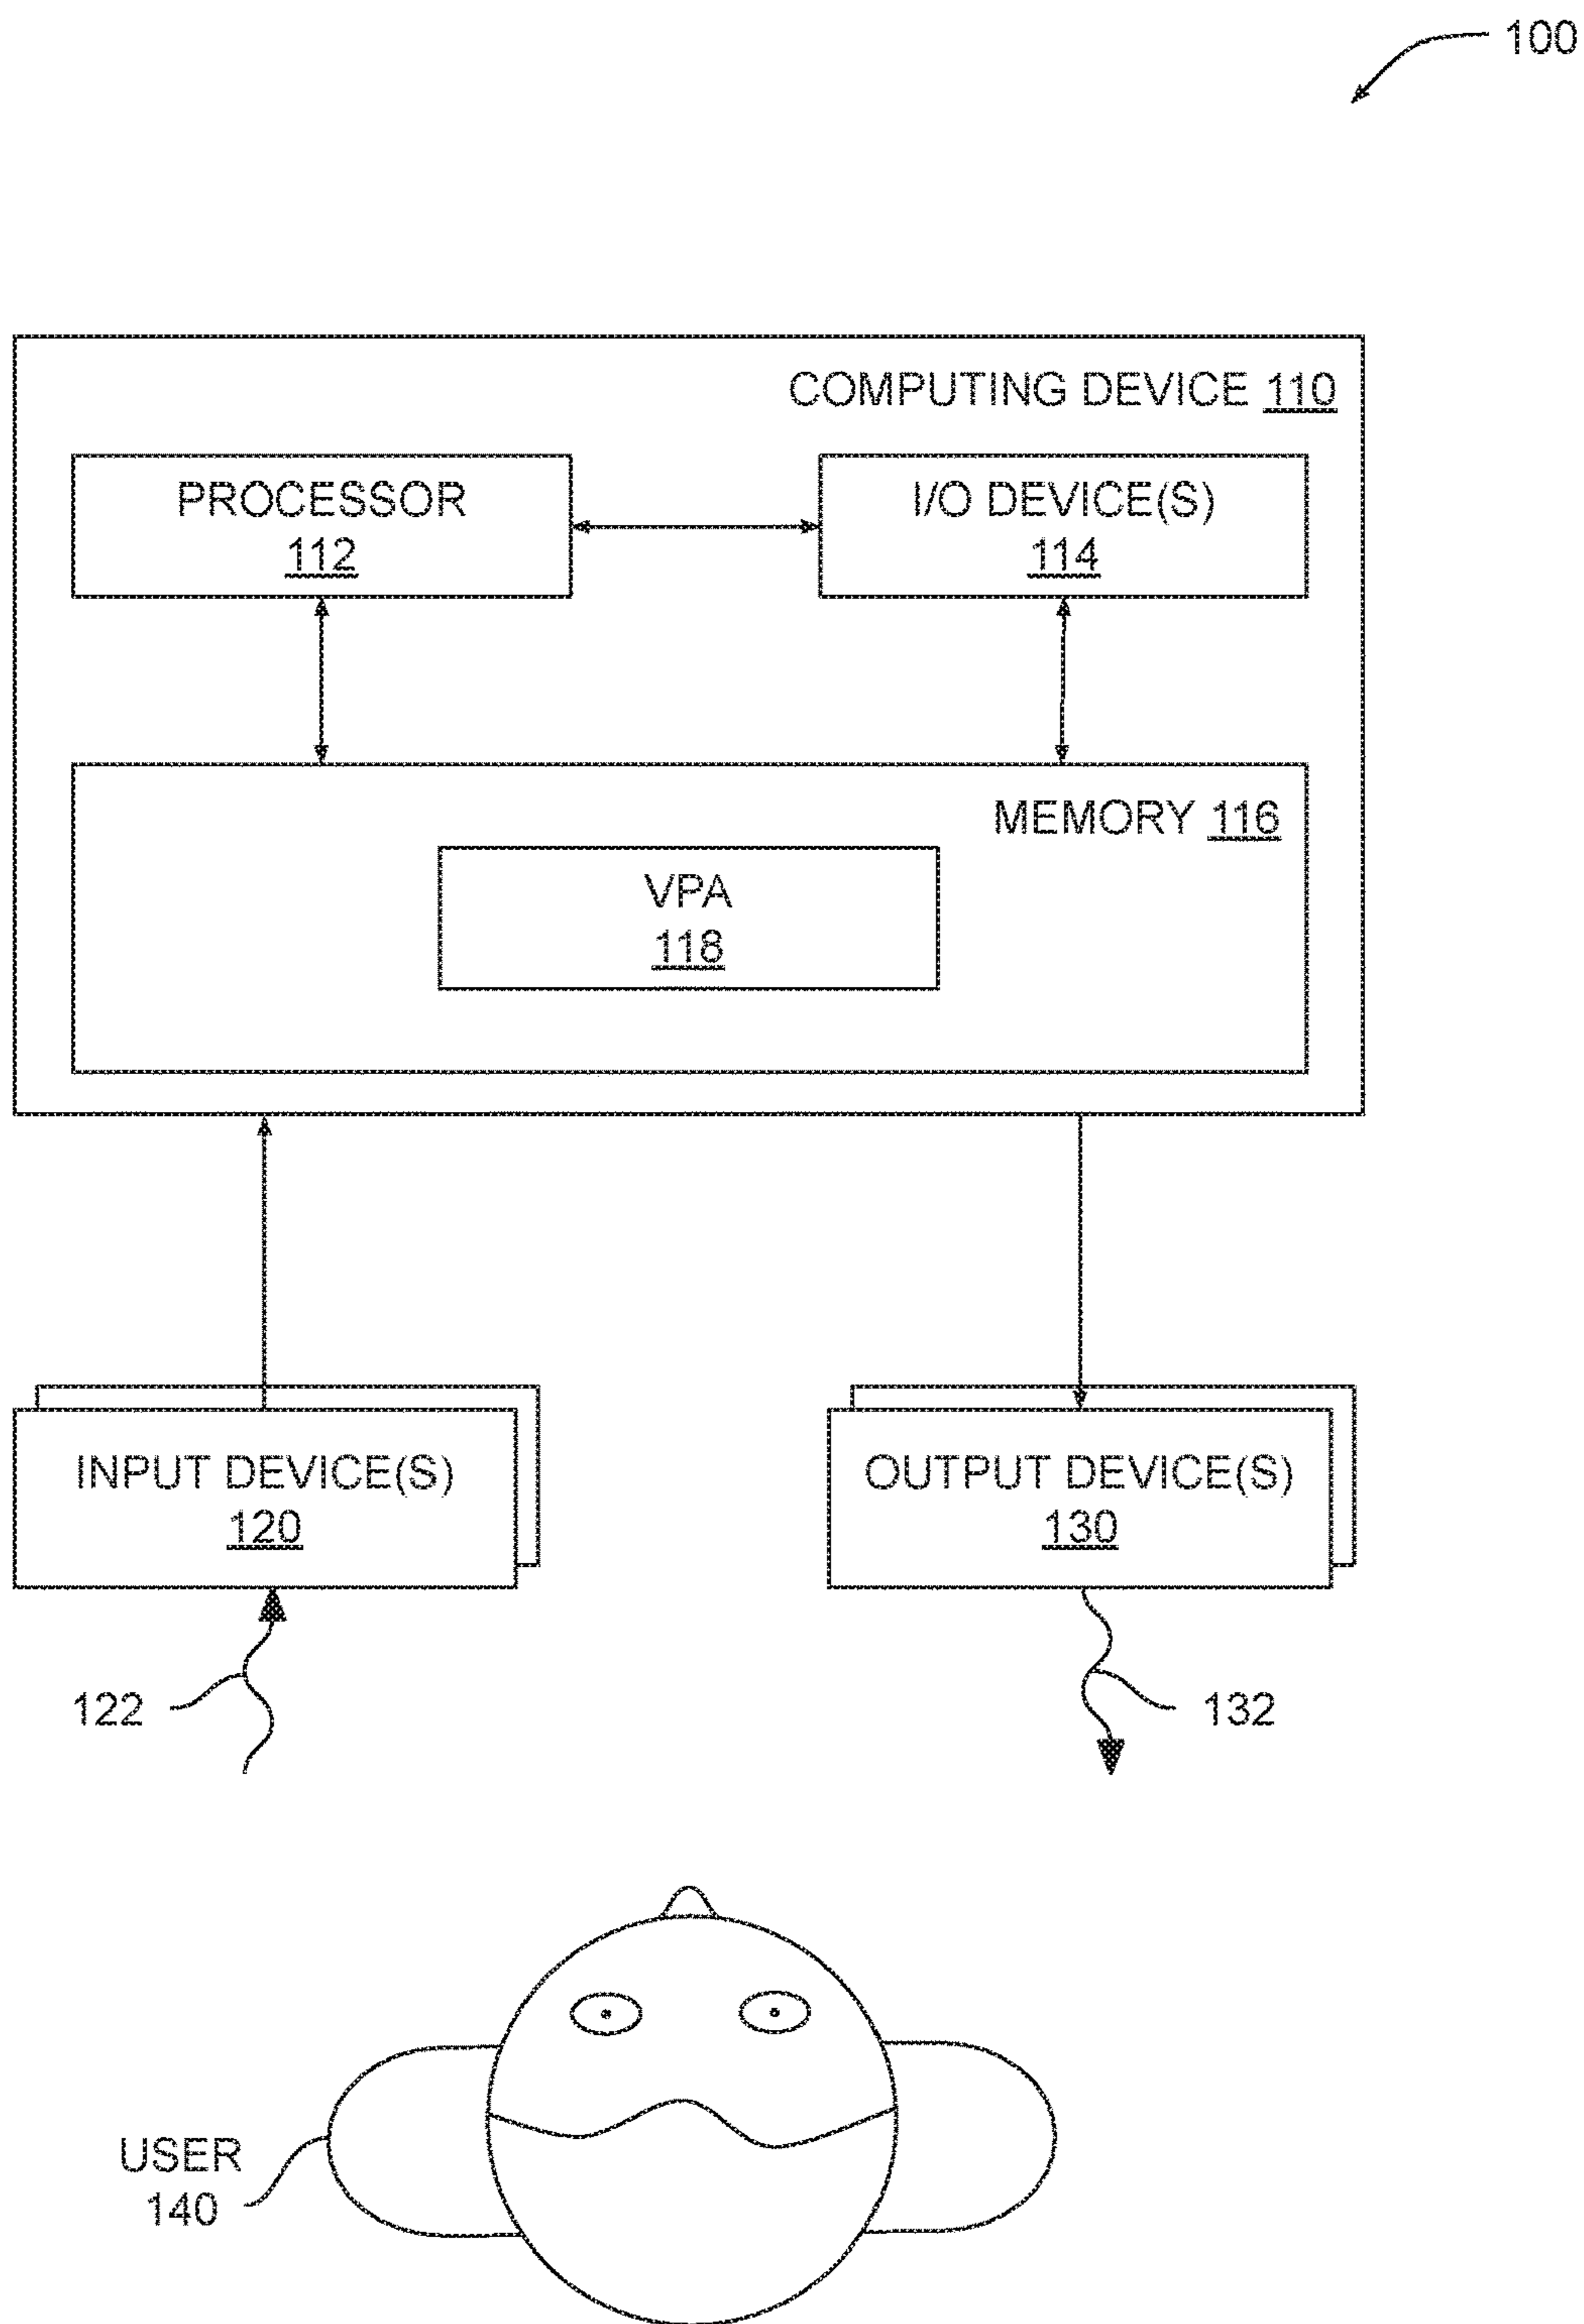 100
COMPUTING DEVICE 110
PROCESSOR
112
I/O DEVICE(S)
114
MEMORY 116
VPA
118
INPUT DEVICE(S)
120
OUTPUT DEVICE(S)
130
122
132
USER
140